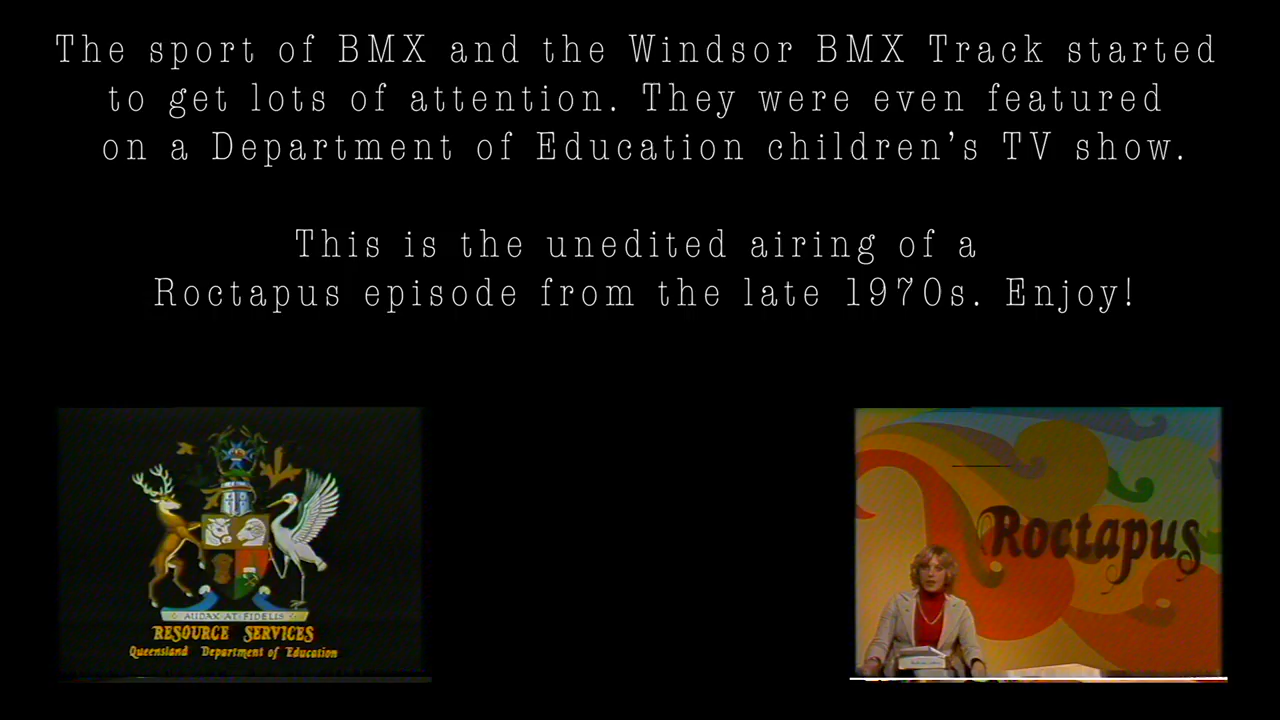 The sport of BMX and the Windsor BMX Track started
to get lots of attention. They were even featured
on a Department of Education children's TV show.
This is the unedited airing of a
Roctapus episode from the late 1970s. Enjoy!
AUDAX AT FIDELIS
RESOURCE SERVICES
Queensland Department of Education
Roctapus